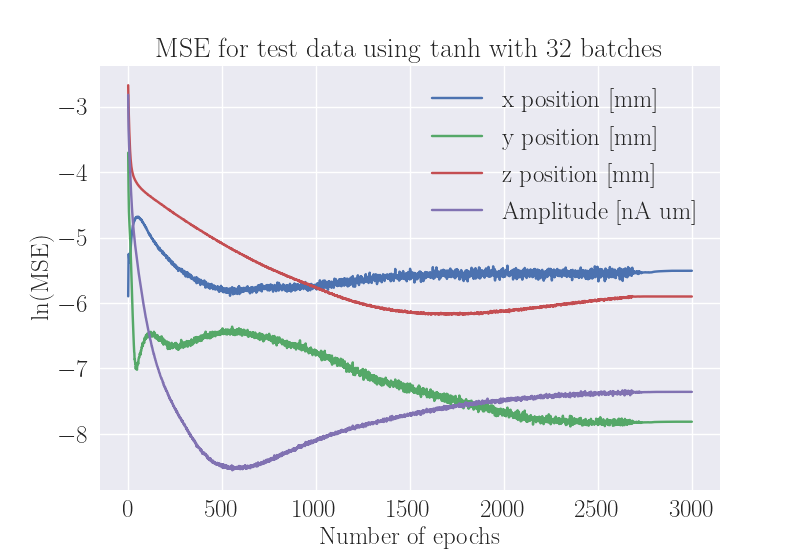 MSE for test data using tanh with 32 batches
x position [mm]
y position [mm]
z position [mm]
Amplitude [nA um]
ln(MSE)
−3
−4
−5
−6
−7
−8
0 500 1000 1500 2000 2500 3000
Number of epochs